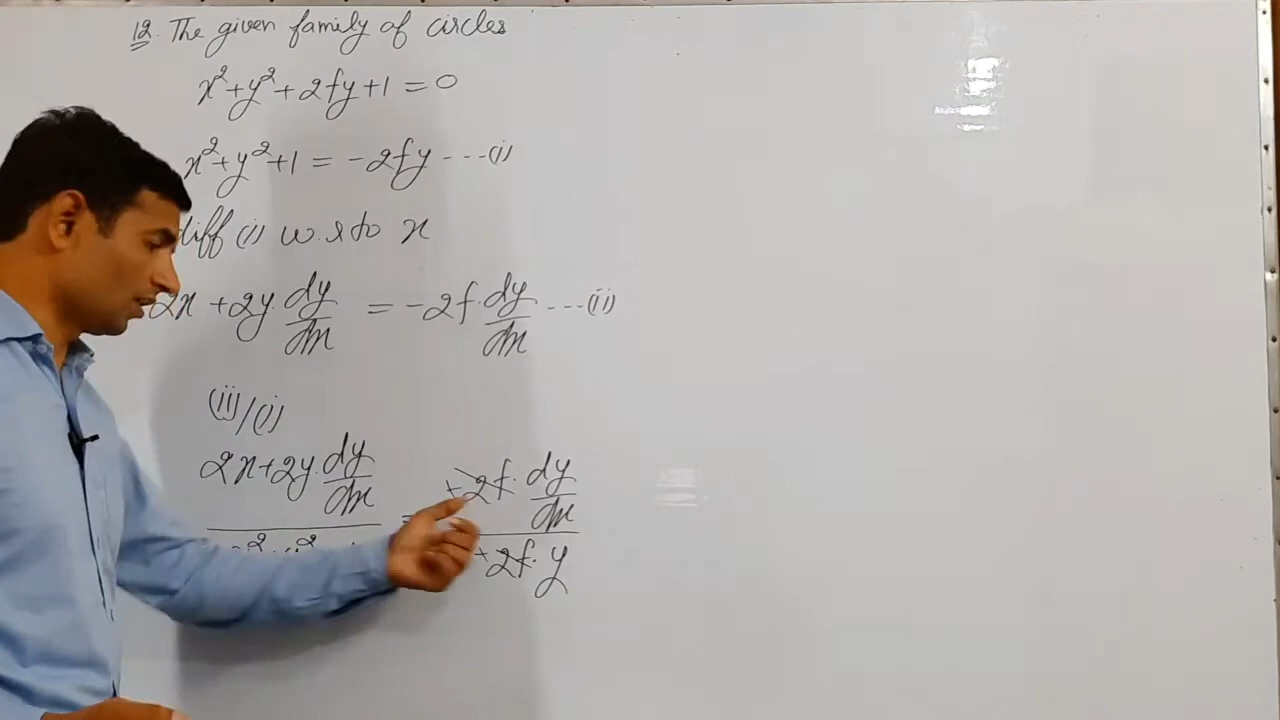 12. The given family of circles
x²+y²+2fy+1=0
x²+y²+1=-2fy ---(i)
diff (i) w.r.to x
2x+2y.dy/dx = -2f.dy/dx ---(ii)
(ii)/(i)
2x+2y.dy/dx = -2f.dy/dx
-2f.y